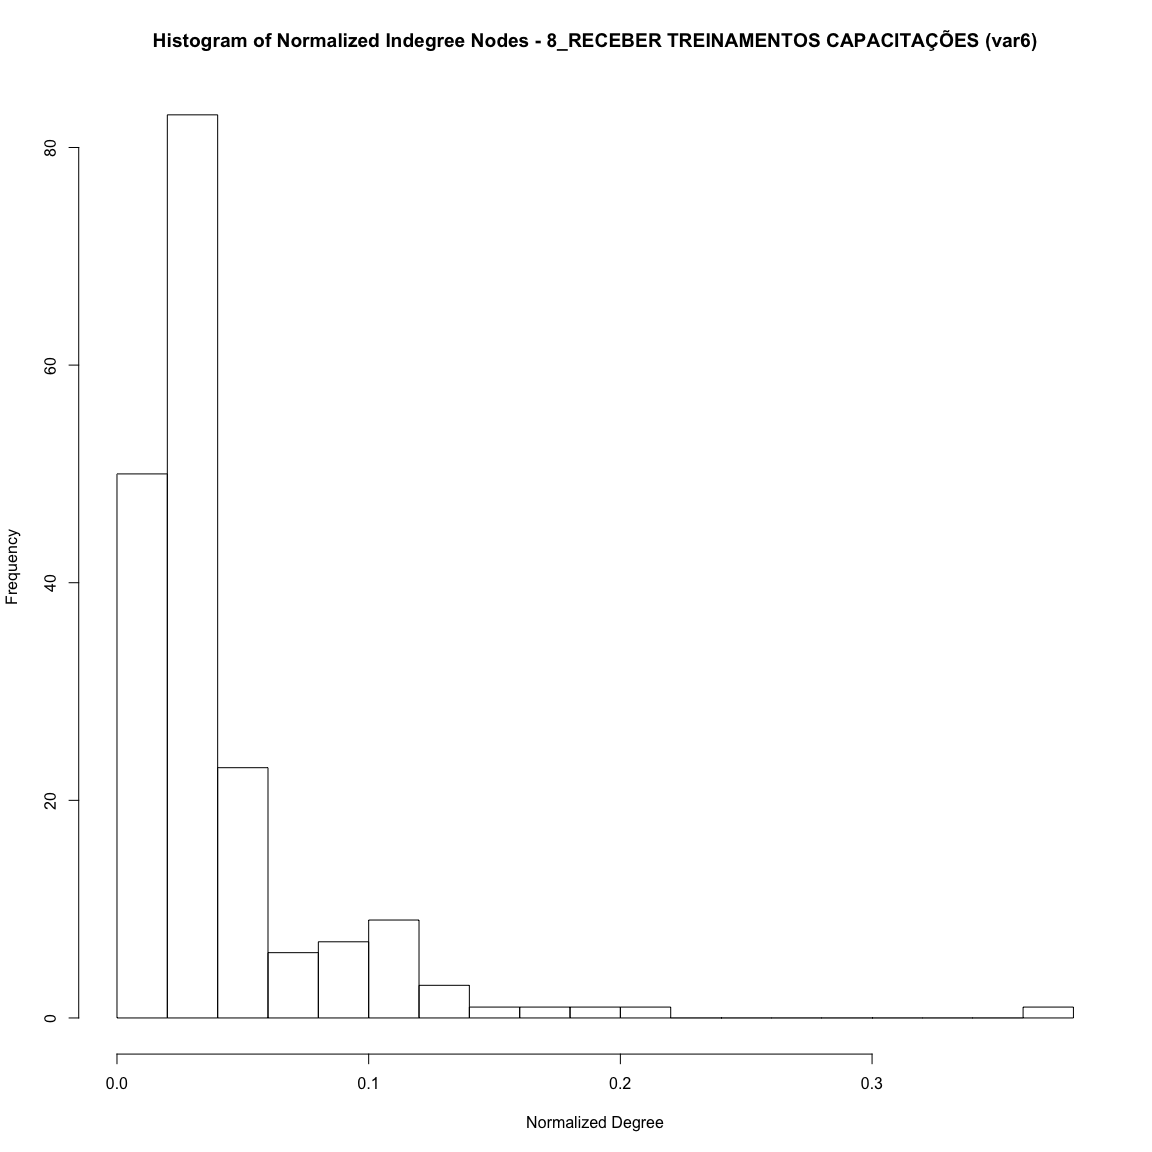 Histogram of Normalized Indegree Nodes - 8_RECEBER TREINAMENTOS CAPACITAÇÕES (var6)
80
60
40
20
0
Frequency
0.0 0.1 0.2 0.3
Normalized Degree